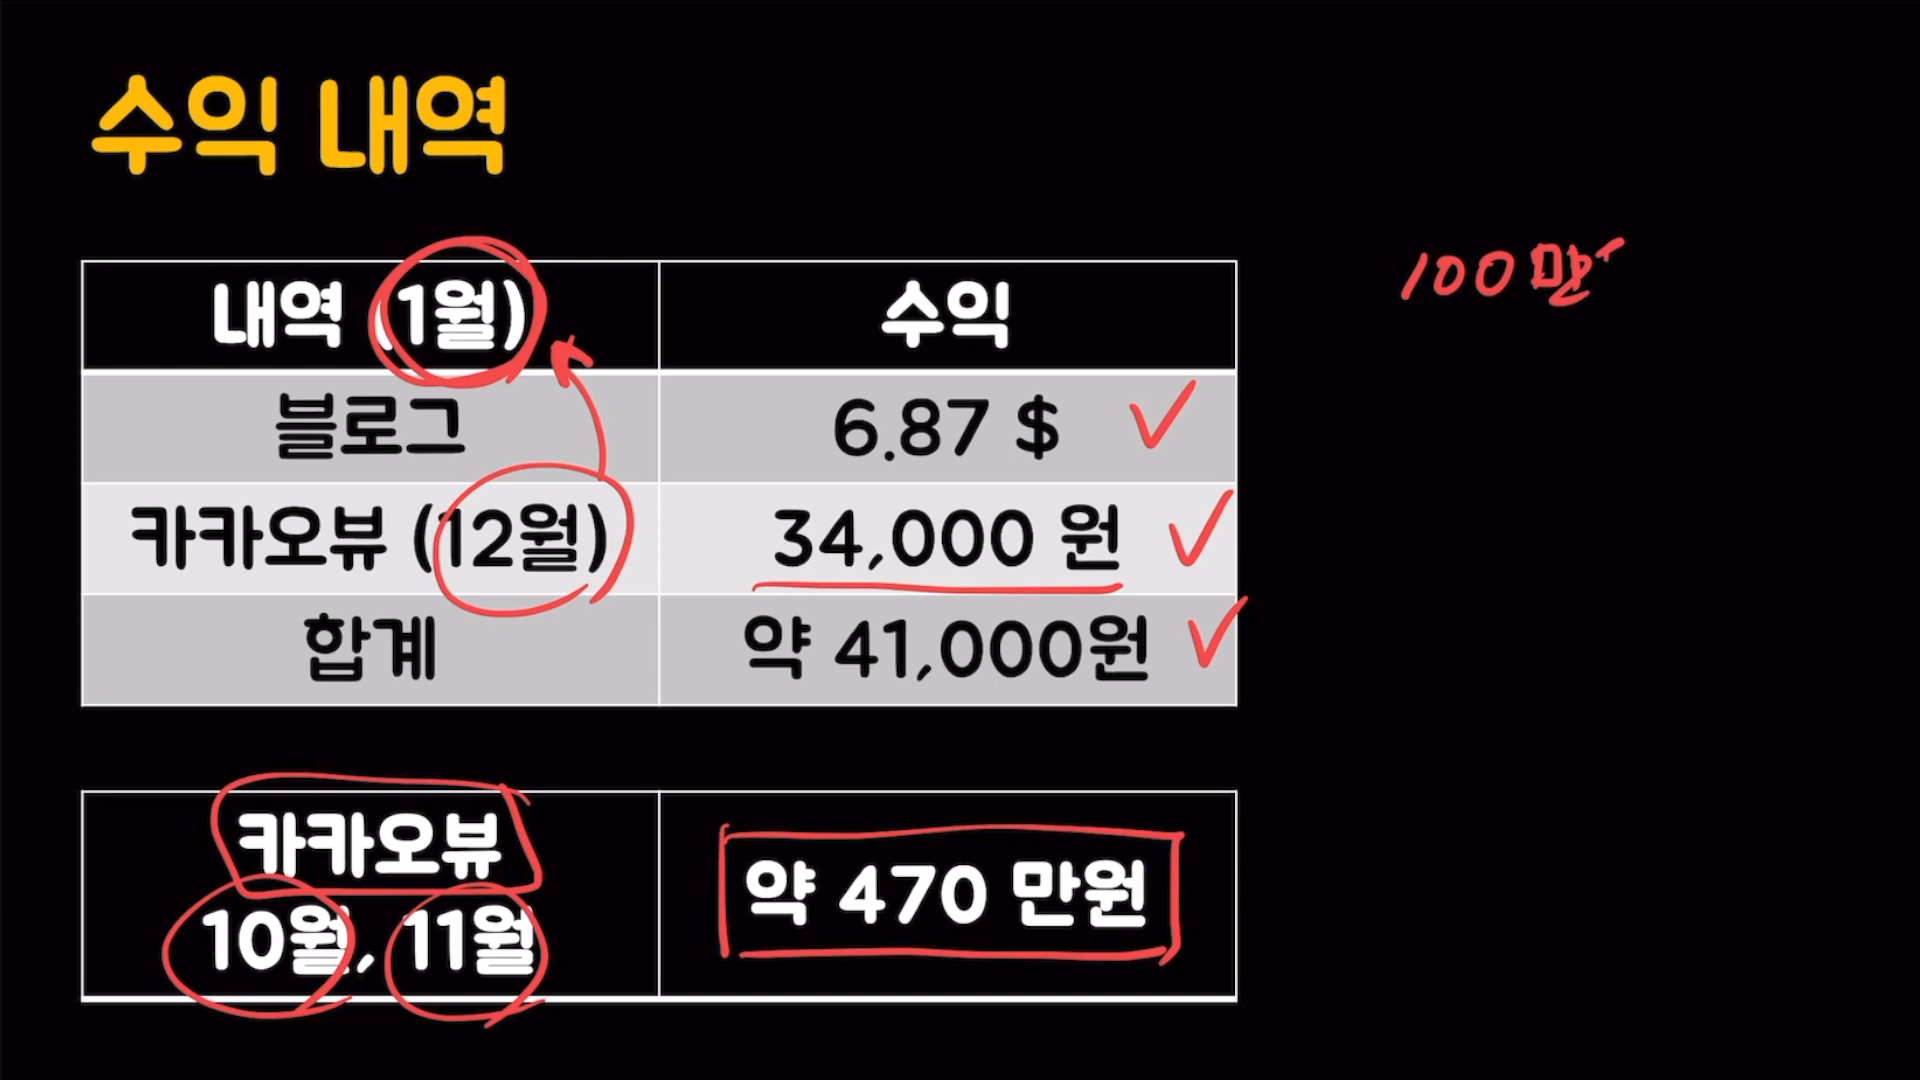 수익 내역
내역 (1월) 수익
100만
블로그 6.87 $
카카오뷰 (12월) 34,000 원
합계 약 41,000원
카카오뷰
10월, 11월
약 470 만원